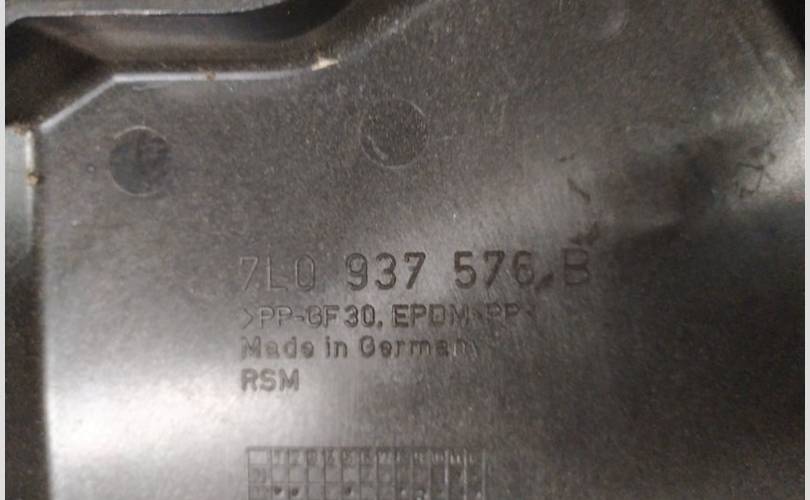 7L0 937 576 B
>PP-GF30, EPDM-PP<
Made in Germany
RSM